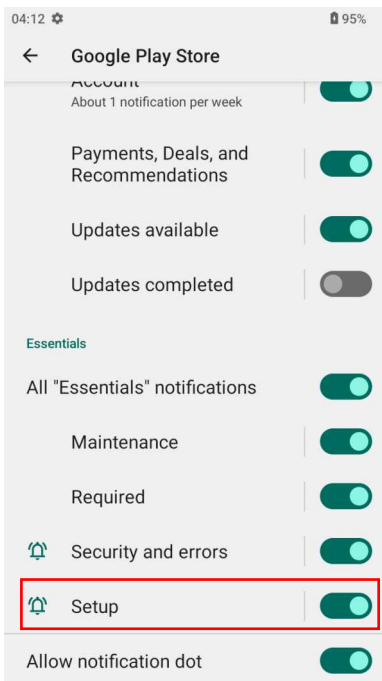 04:12 95%
Google Play Store
Account
About 1 notification per week
Payments, Deals, and
Recommendations
Updates available
Updates completed
Essentials
All "Essentials" notifications
Maintenance
Required
Security and errors
Setup
Allow notification dot